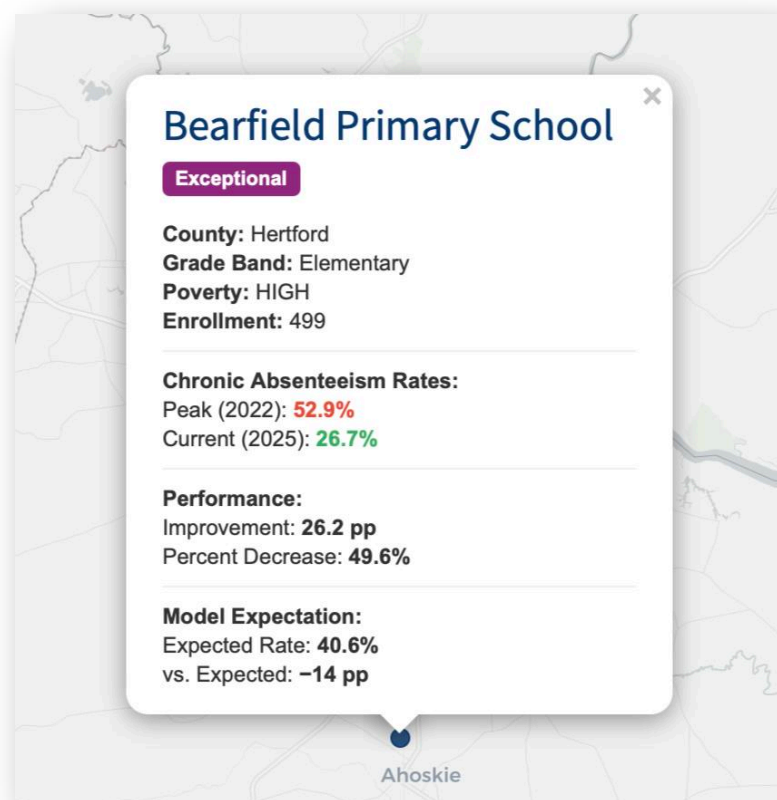 ×
Bearfield Primary School
Exceptional
County: Hertford
Grade Band: Elementary
Poverty: HIGH
Enrollment: 499
Chronic Absenteeism Rates:
Peak (2022): 52.9%
Current (2025): 26.7%
Performance:
Improvement: 26.2 pp
Percent Decrease: 49.6%
Model Expectation:
Expected Rate: 40.6%
vs. Expected: −14 pp
Ahoskie